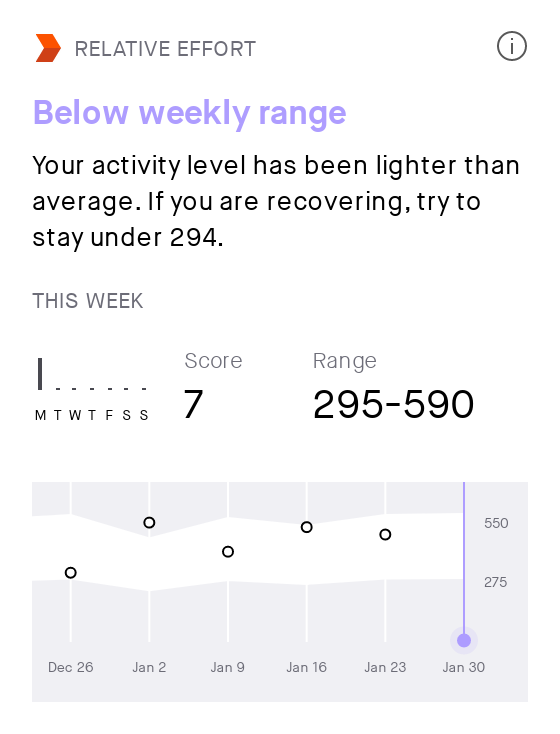 RELATIVE EFFORT
Below weekly range
Your activity level has been lighter than
average. If you are recovering, try to
stay under 294.
THIS WEEK
Score Range
7 295-590
M T W T F S S
550
275
Dec 26 Jan 2 Jan 9 Jan 16 Jan 23 Jan 30